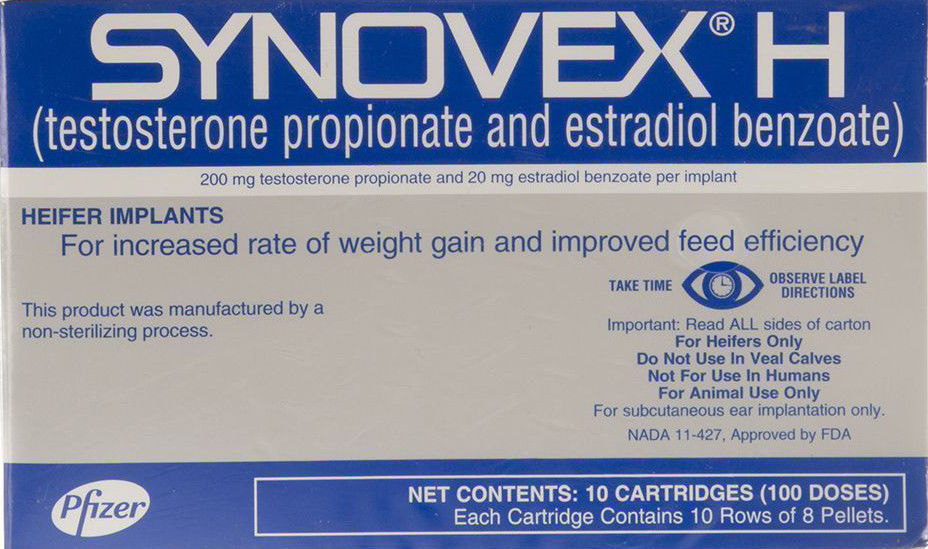 SYNOVEX® H
(testosterone propionate and estradiol benzoate)
200 mg testosterone propionate and 20 mg estradiol benzoate per implant
HEIFER IMPLANTS
For increased rate of weight gain and improved feed efficiency
This product was manufactured by a
non-sterilizing process.
TAKE TIME
OBSERVE LABEL
DIRECTIONS
Important: Read ALL sides of carton
For Heifers Only
Do Not Use In Veal Calves
Not For Use In Humans
For Animal Use Only
For subcutaneous ear implantation only.
NADA 11-427, Approved by FDA
Pfizer
NET CONTENTS: 10 CARTRIDGES (100 DOSES)
Each Cartridge Contains 10 Rows of 8 Pellets.